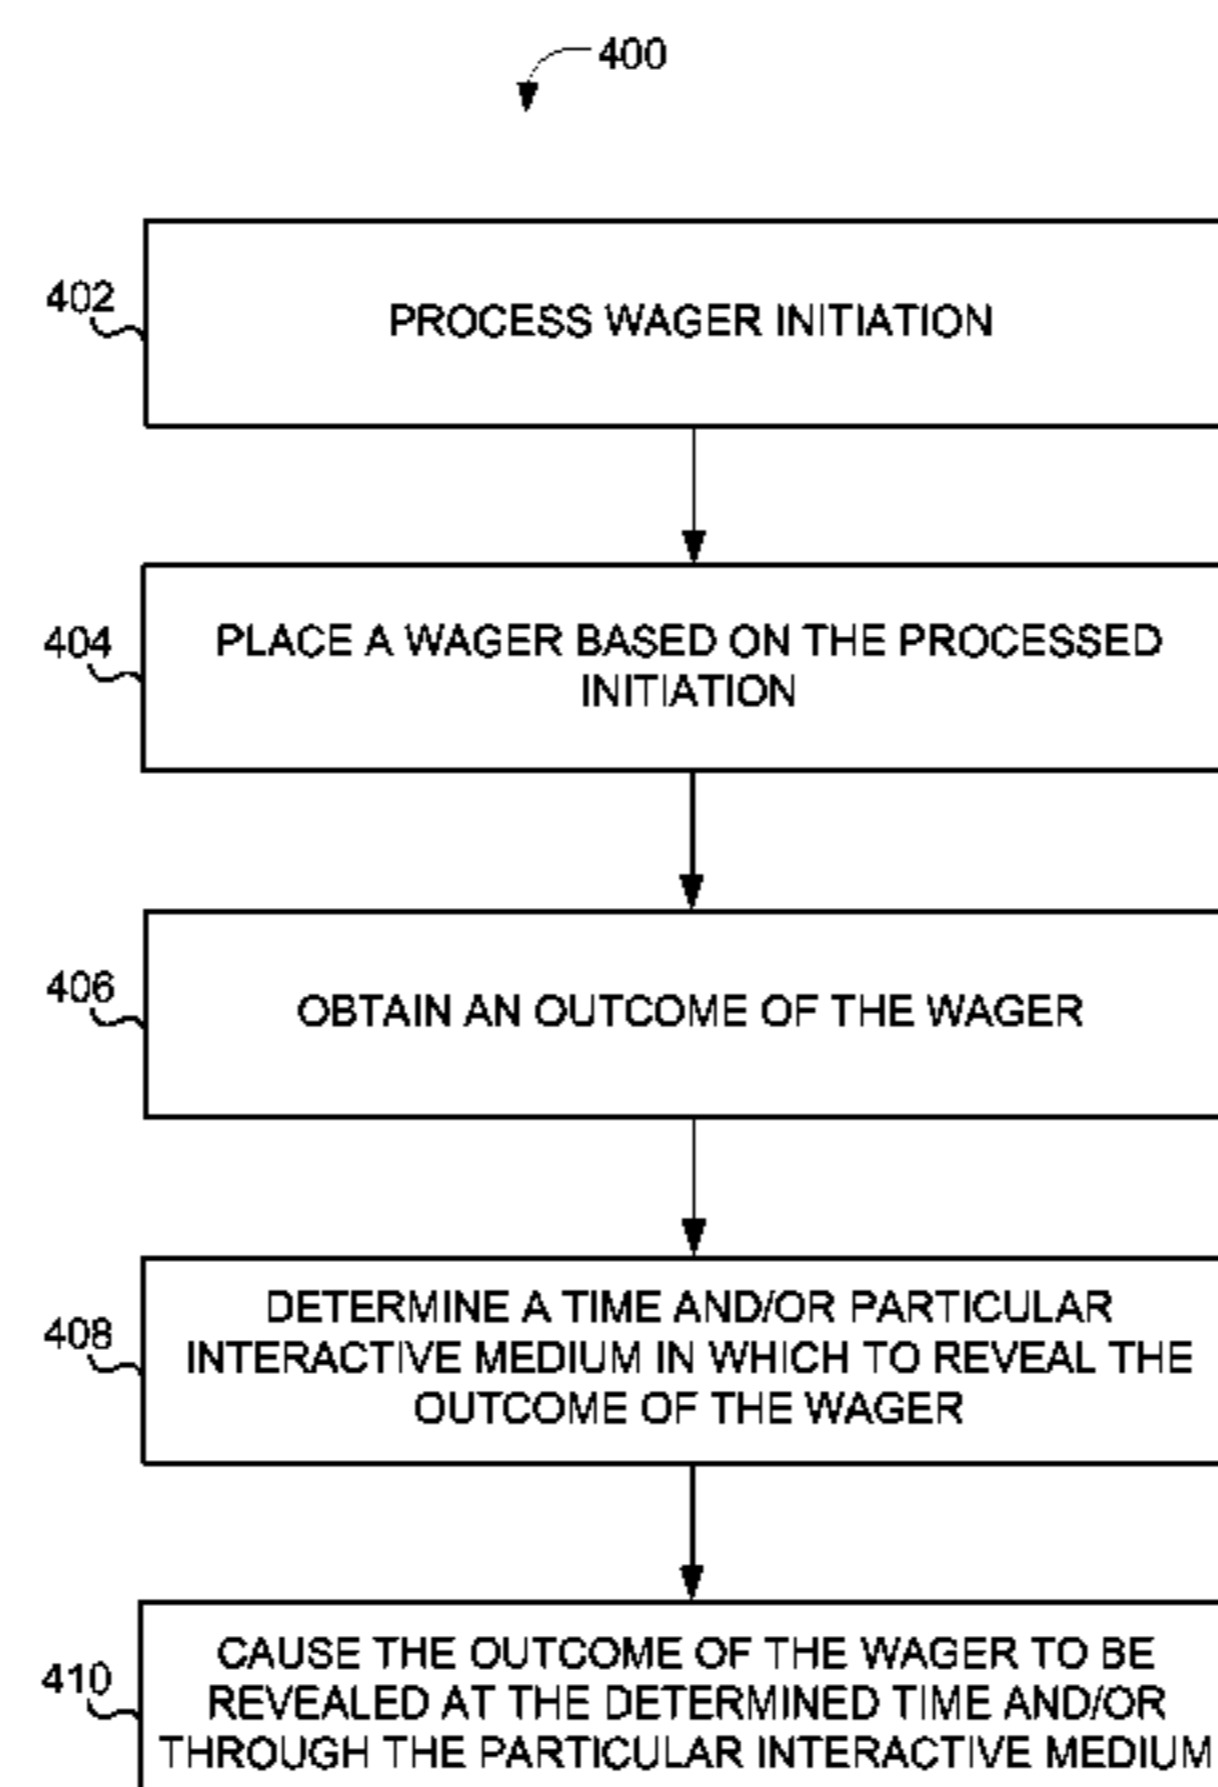 400
402
PROCESS WAGER INITIATION
404
PLACE A WAGER BASED ON THE PROCESSED
INITIATION
406
OBTAIN AN OUTCOME OF THE WAGER
408
DETERMINE A TIME AND/OR PARTICULAR
INTERACTIVE MEDIUM IN WHICH TO REVEAL THE
OUTCOME OF THE WAGER
410
CAUSE THE OUTCOME OF THE WAGER TO BE
REVEALED AT THE DETERMINED TIME AND/OR
THROUGH THE PARTICULAR INTERACTIVE MEDIUM